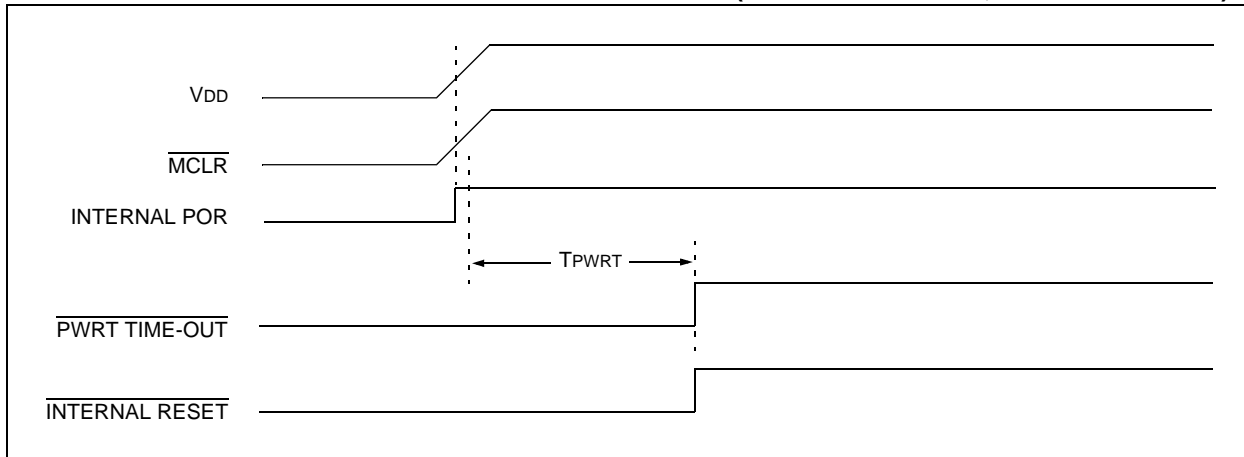 VDD
MCLR
INTERNAL POR
TPWRT
PWRT TIME-OUT
INTERNAL RESET